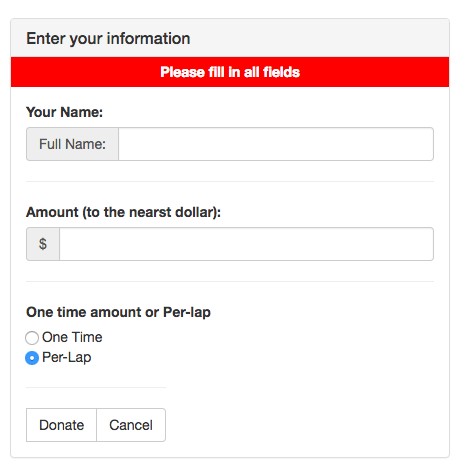 Enter your information
Please fill in all fields
Your Name:
Full Name:
Amount (to the nearst dollar):
$
One time amount or Per-lap
One Time
Per-Lap
Donate Cancel